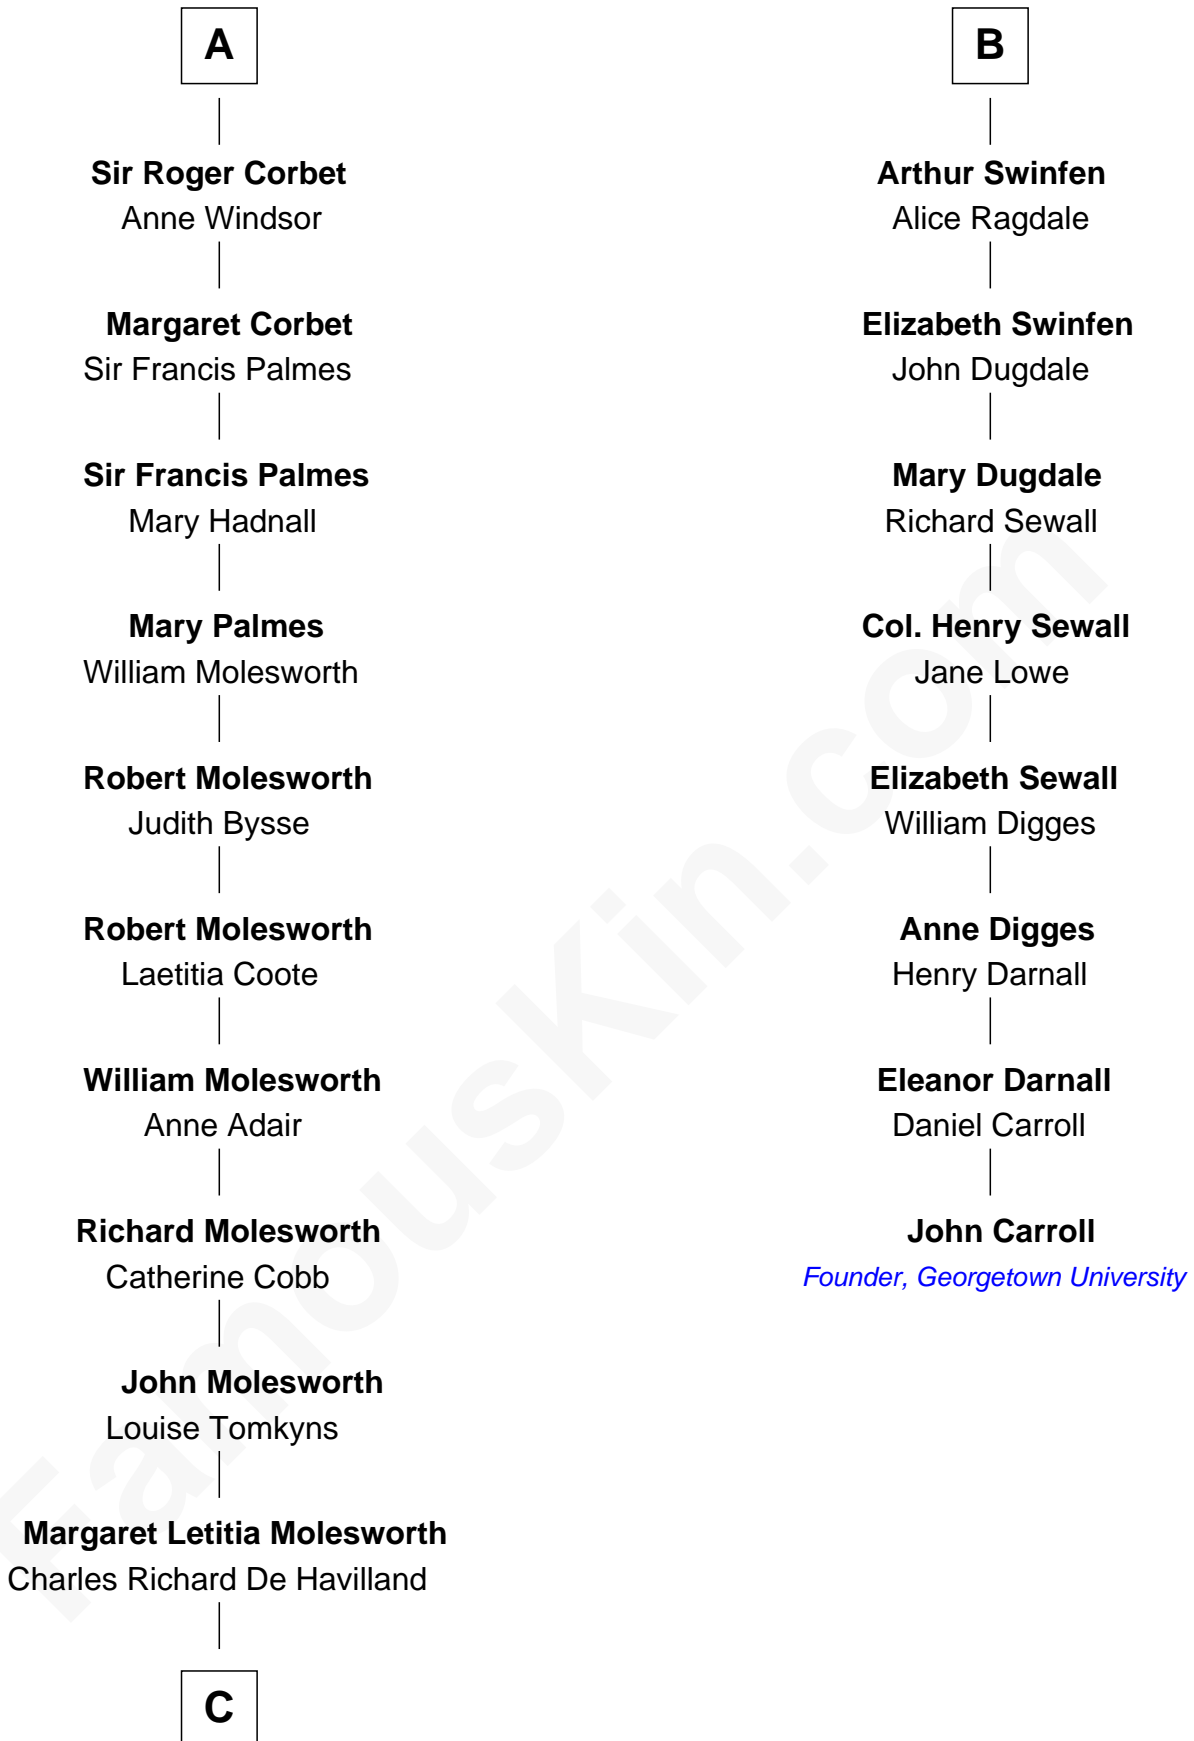 A
Sir Roger Corbet
Anne Windsor
Margaret Corbet
Sir Francis Palmes
Sir Francis Palmes
Mary Hadnall
Mary Palmes
William Molesworth
Robert Molesworth
Judith Bysse
Robert Molesworth
Laetitia Coote
William Molesworth
Anne Adair
Richard Molesworth
Catherine Cobb
John Molesworth
Louise Tomkyns
Margaret Letitia Molesworth
Charles Richard De Havilland
C
B
Arthur Swinfen
Alice Ragdale
Elizabeth Swinfen
John Dugdale
Mary Dugdale
Richard Sewall
Col. Henry Sewall
Jane Lowe
Elizabeth Sewall
William Digges
Anne Digges
Henry Darnall
Eleanor Darnall
Daniel Carroll
John Carroll
Founder, Georgetown University
FamousKin.com